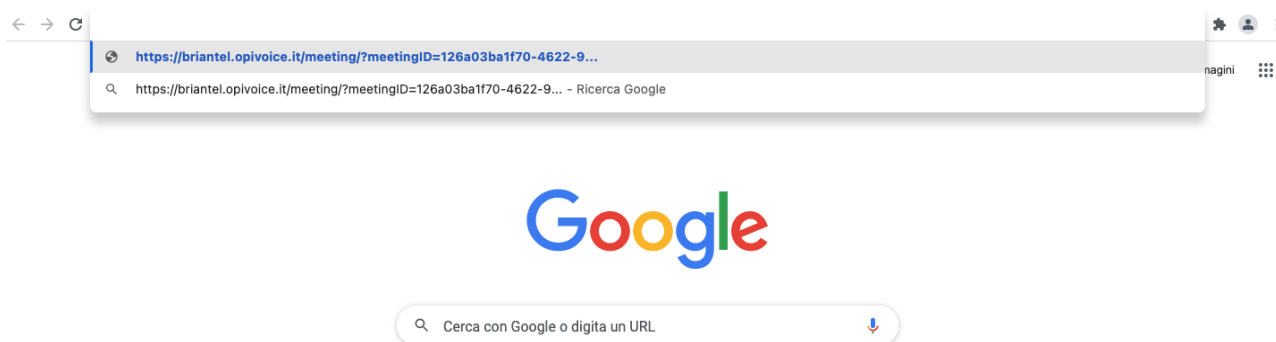 https://briantel.opivoice.it/meeting/?meetingID=126a03ba1f70-4622-9...
magini
https://briantel.opivoice.it/meeting/?meetingID=126a03ba1f70-4622-9... - Ricerca Google
Google
Cerca con Google o digita un URL